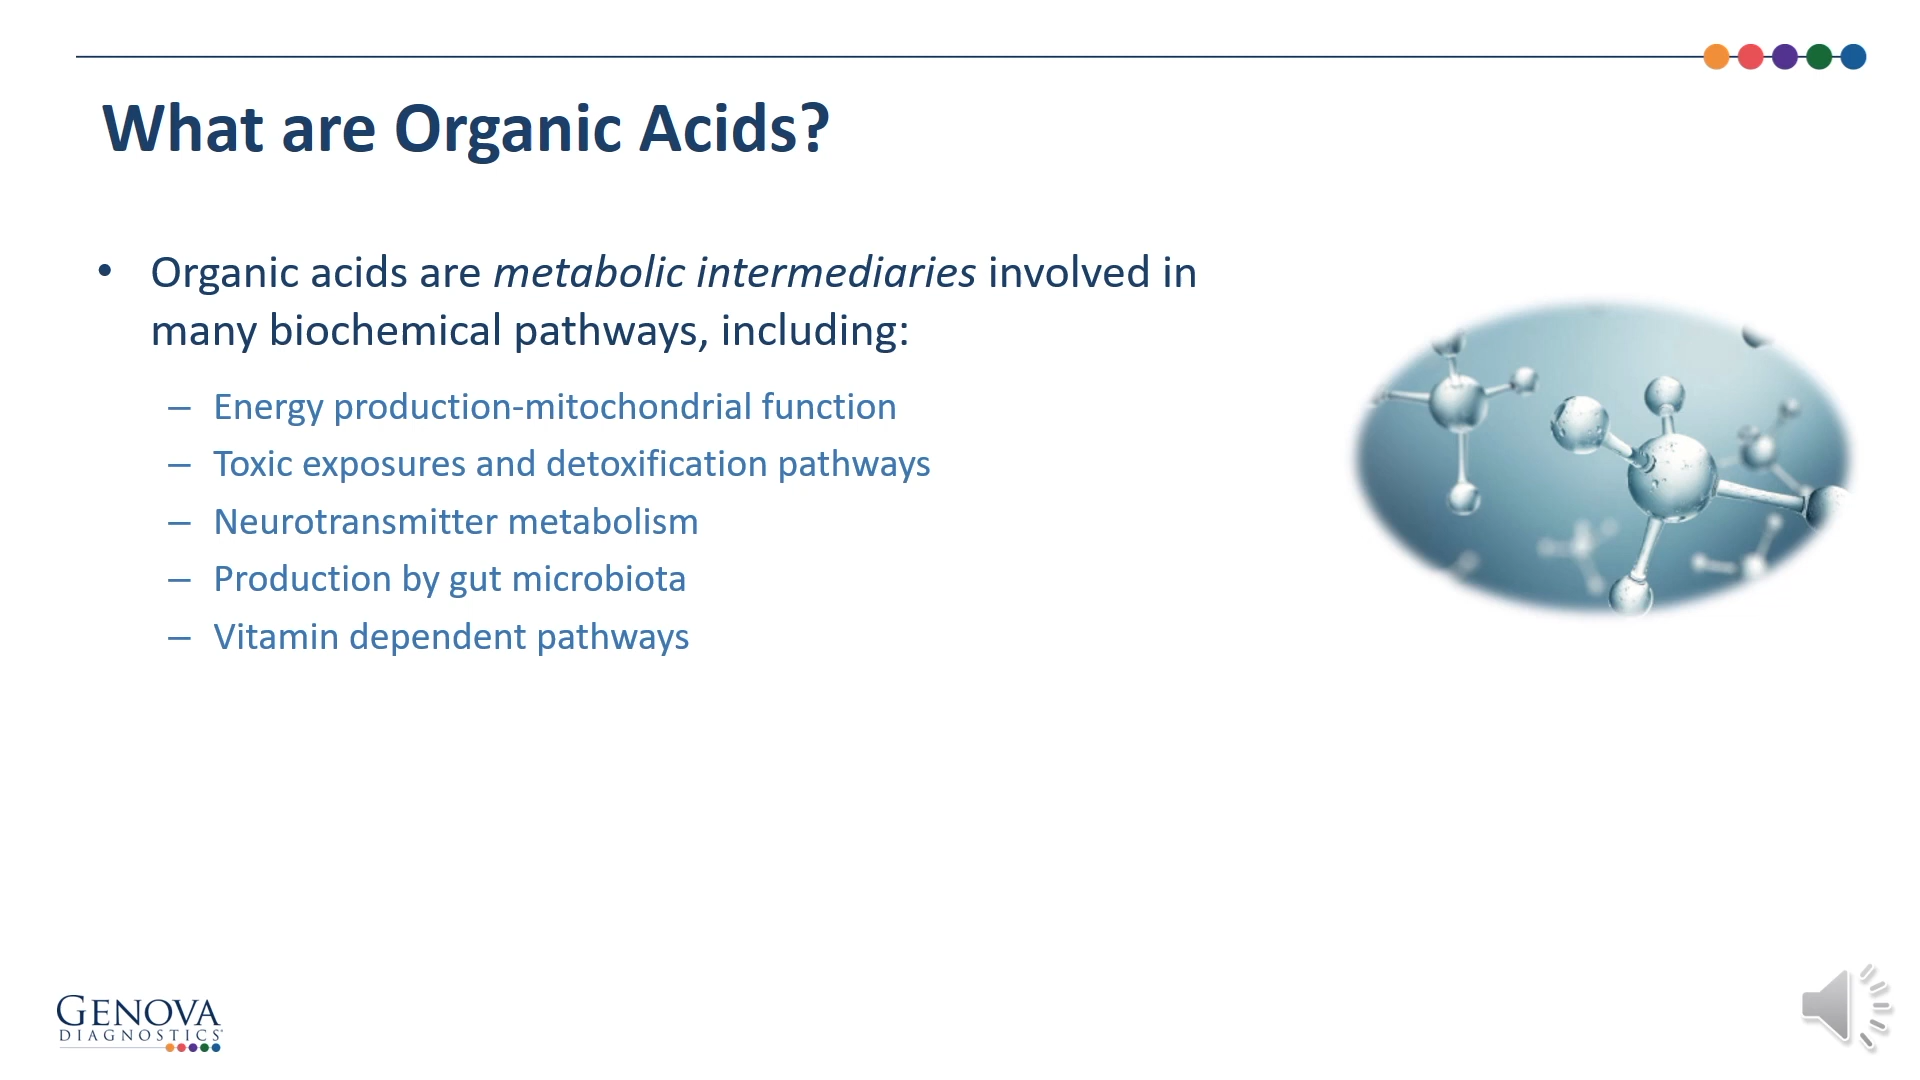 What are Organic Acids?
• Organic acids are metabolic intermediaries involved in
many biochemical pathways, including:
– Energy production-mitochondrial function
– Toxic exposures and detoxification pathways
– Neurotransmitter metabolism
– Production by gut microbiota
– Vitamin dependent pathways
GENOVA
DIAGNOSTICS